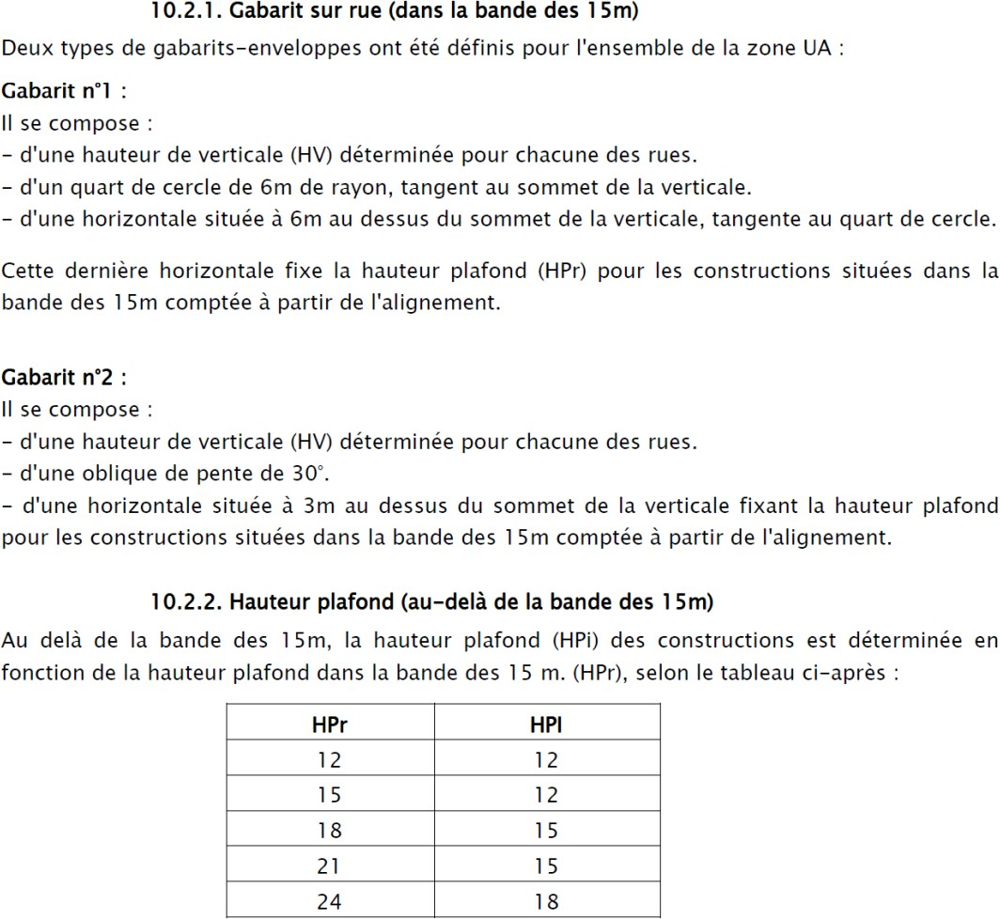 10.2.1. Gabarit sur rue (dans la bande des 15m)
Deux types de gabarits-enveloppes ont été définis pour l'ensemble de la zone UA :
Gabarit n°1 :
Il se compose :
- d'une hauteur de verticale (HV) déterminée pour chacune des rues.
- d'un quart de cercle de 6m de rayon, tangent au sommet de la verticale.
- d'une horizontale située à 6m au dessus du sommet de la verticale, tangente au quart de cercle.
Cette dernière horizontale fixe la hauteur plafond (HPr) pour les constructions situées dans la
bande des 15m comptée à partir de l'alignement.
Gabarit n°2 :
Il se compose :
- d'une hauteur de verticale (HV) déterminée pour chacune des rues.
- d'une oblique de pente de 30°.
- d'une horizontale située à 3m au dessus du sommet de la verticale fixant la hauteur plafond
pour les constructions situées dans la bande des 15m comptée à partir de l'alignement.
10.2.2. Hauteur plafond (au-delà de la bande des 15m)
Au delà de la bande des 15m, la hauteur plafond (HPi) des constructions est déterminée en
fonction de la hauteur plafond dans la bande des 15 m. (HPr), selon le tableau ci-après :
HPr HPI
12 12
15 12
18 15
21 15
24 18